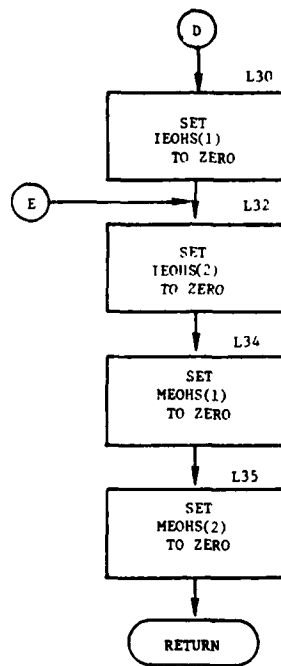 D
L30
SET
IEOHS(1)
TO ZERO
E
L32
SET
IEOHS(2)
TO ZERO
L34
SET
MEOHS(1)
TO ZERO
L35
SET
MEOHS(2)
TO ZERO
RETURN